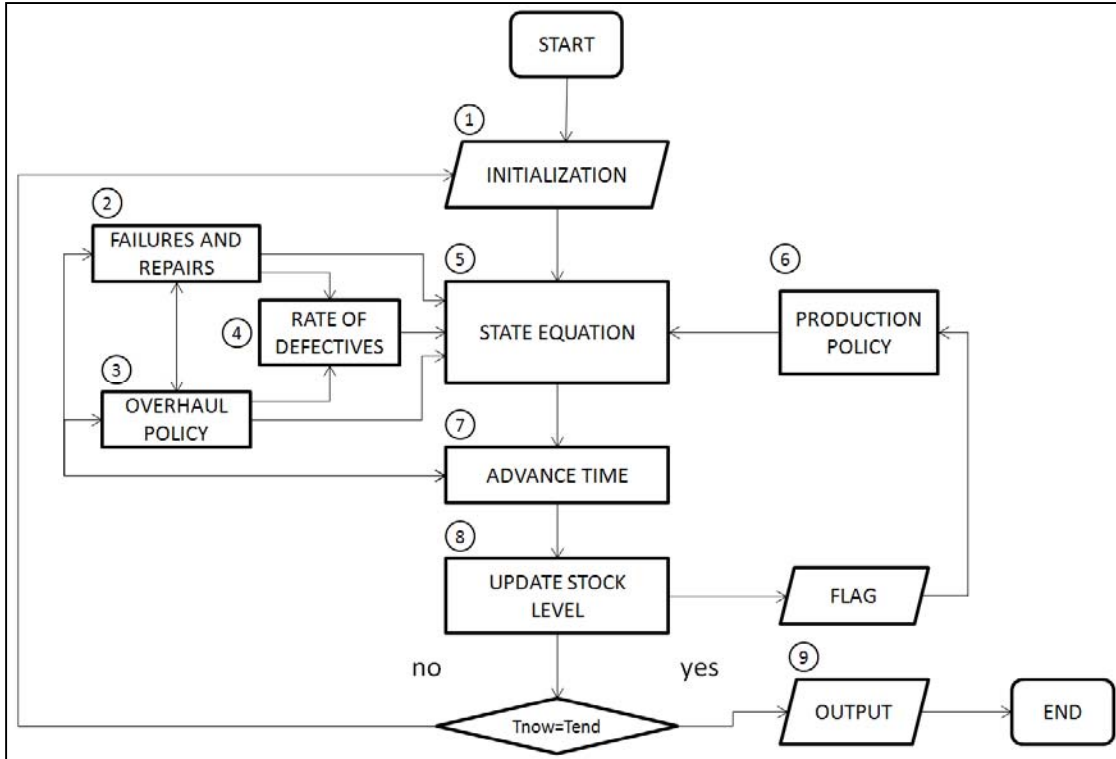 START
1
INITIALIZATION
2
FAILURES AND
REPAIRS
5
6
STATE EQUATION
PRODUCTION
POLICY
4
RATE OF
DEFECTIVES
3
OVERHAUL
POLICY
7
ADVANCE TIME
8
UPDATE STOCK
LEVEL
FLAG
no
yes
9
Tnow=Tend
OUTPUT
END